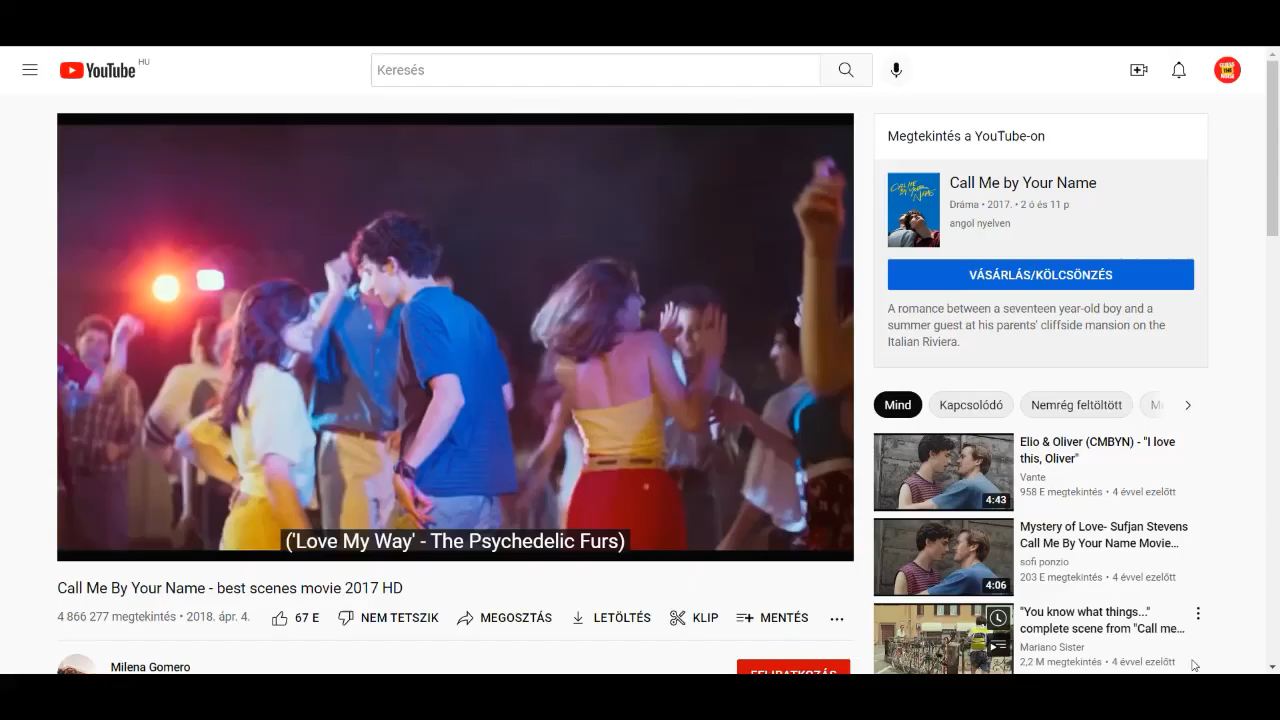 YouTube HU
Keresés
('Love My Way' - The Psychedelic Furs)
Call Me By Your Name - best scenes movie 2017 HD
4 866 277 megtekintés • 2018. ápr. 4.
67 E
NEM TETSZIK
MEGOSZTÁS
LETÖLTÉS
KLIP
MENTÉS
Milena Gomero
FELIRATKOZÁS
Megtekintés a YouTube-on
CALL ME
BY YOUR
NAME
Call Me by Your Name
Dráma • 2017. • 2 ó és 11 p
angol nyelven
VÁSÁRLÁS/KÖLCSÖNZÉS
A romance between a seventeen year-old boy and a
summer guest at his parents' cliffside mansion on the
Italian Riviera.
Mind
Kapcsolódó
Nemrég feltöltött
4:43
Elio & Oliver (CMBYN) - "I love
this, Oliver"
Vante
958 E megtekintés • 4 évvel ezelőtt
4:06
Mystery of Love- Sufjan Stevens
Call Me By Your Name Movie...
sofi ponzio
203 E megtekintés • 4 évvel ezelőtt
"You know what things..."
complete scene from "Call me...
Mariano Sister
2,2 M megtekintés • 4 évvel ezelőtt